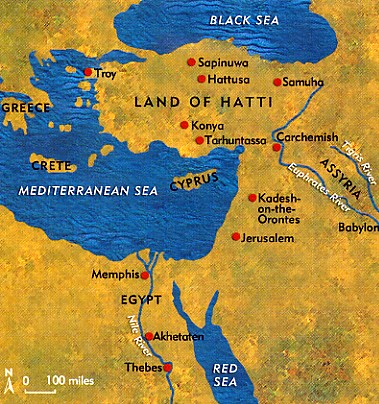 BLACK SEA
Sapinuwa
Troy
Hattusa
Samuha
LAND OF HATTI
GREECE
Konya
Tarhuntassa
Carchemish
Tigris River
CRETE
ASSYRIA
CYPRUS
Euphrates River
MEDITERRANEAN SEA
Kadesh-
on-the-
Orontes
Babylon
Jerusalem
Memphis
EGYPT
Nile River
Akhetaten
Thebes
RED
SEA
N
0 100 miles